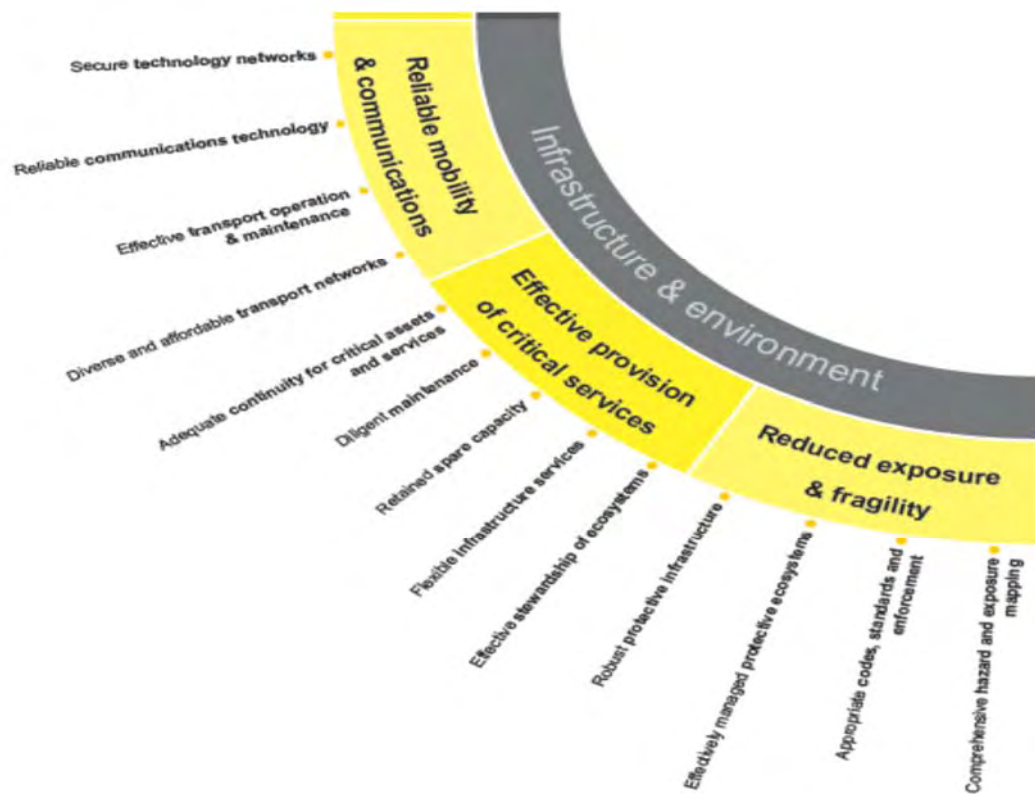 Infrastructure & environment
Reliable mobility
& communications
Secure technology networks
Reliable communications technology
Effective transport operation
& maintenance
Diverse and affordable transport networks
Effective provision
of critical services
Adequate continuity for critical assets
and services
Diligent maintenance
Retained spare capacity
Flexible infrastructure services
Effective stewardship of ecosystems
Reduced exposure
& fragility
Robust protective infrastructure
Effectively managed protective ecosystems
Appropriate codes, standards and
enforcement
Comprehensive hazard and exposure
mapping